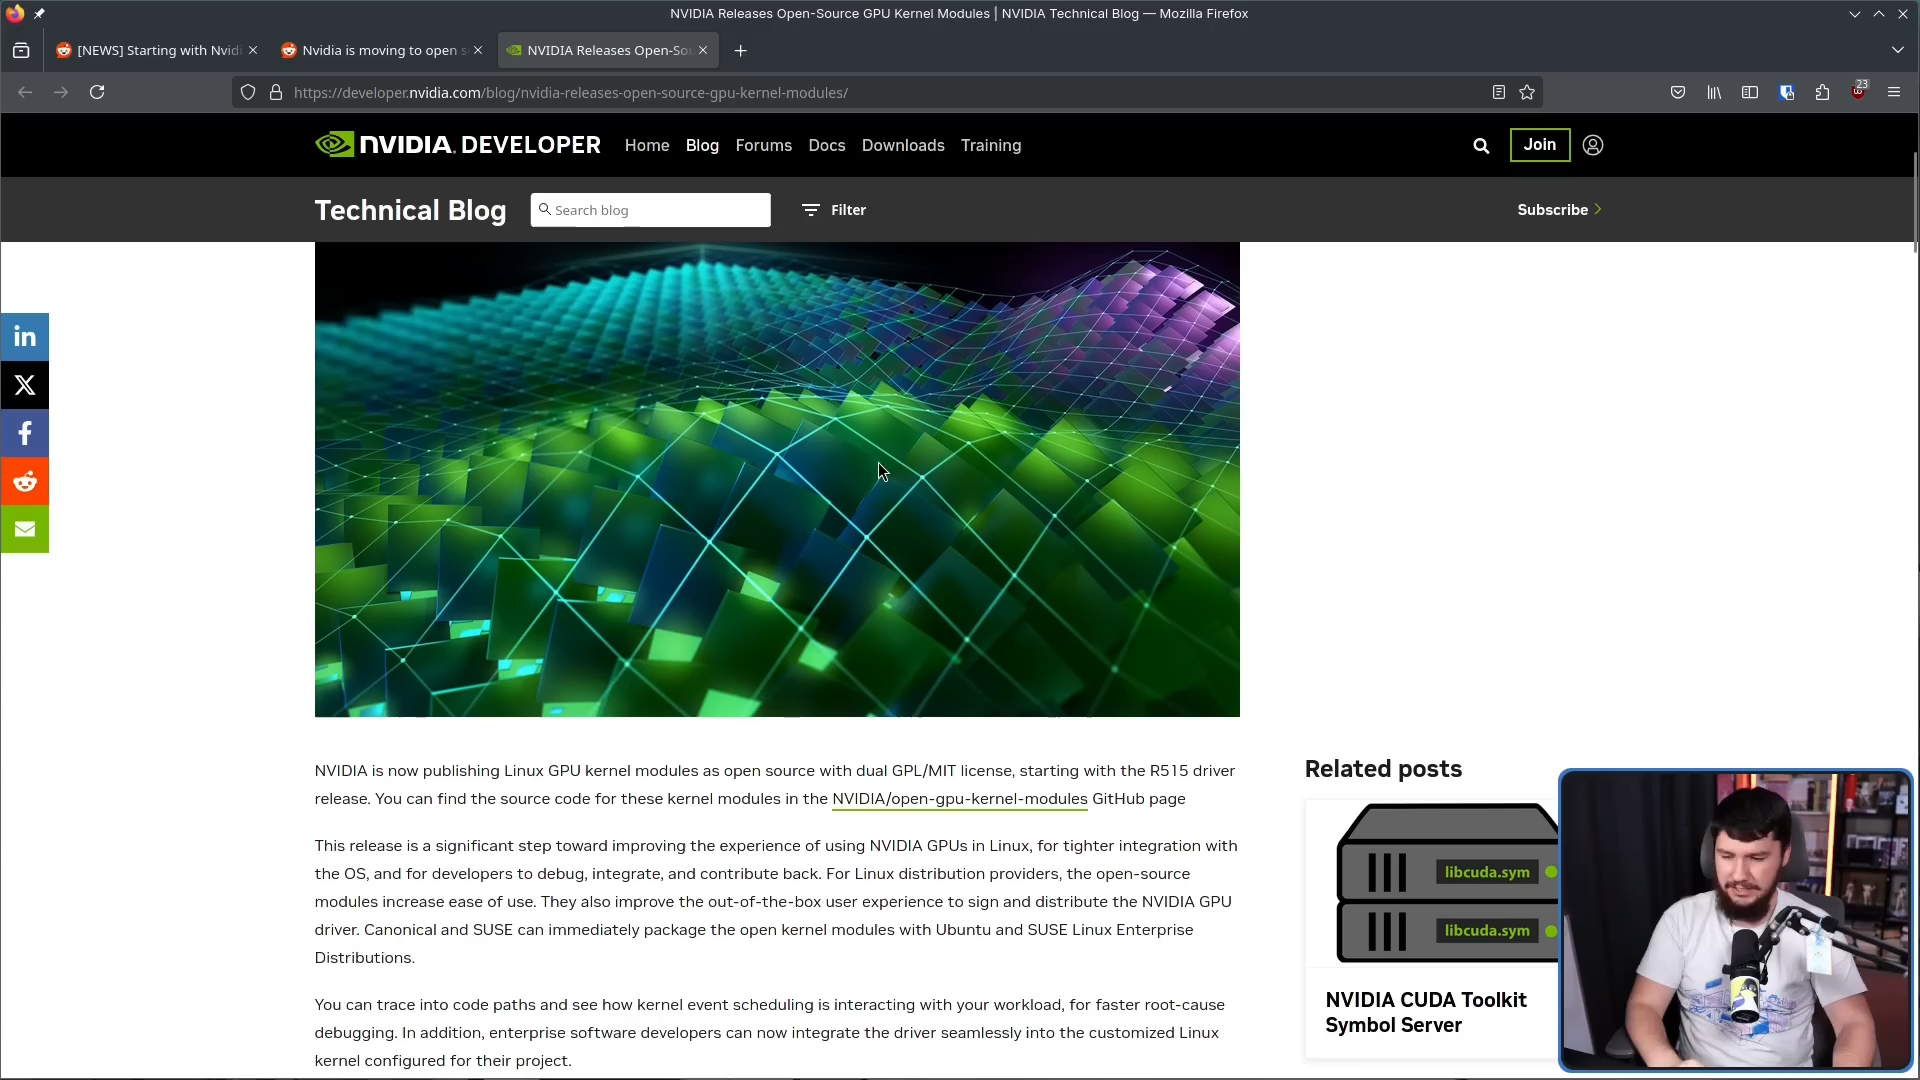 NVIDIA Releases Open-Source GPU Kernel Modules | NVIDIA Technical Blog — Mozilla Firefox
[NEWS] Starting with Nvidi
Nvidia is moving to open s
NVIDIA Releases Open-So
https://developer.nvidia.com/blog/nvidia-releases-open-source-gpu-kernel-modules/
23
NVIDIA. DEVELOPER
Home
Blog
Forums
Docs
Downloads
Training
Join
Technical Blog
Search blog
Filter
Subscribe
in
NVIDIA is now publishing Linux GPU kernel modules as open source with dual GPL/MIT license, starting with the R515 driver
release. You can find the source code for these kernel modules in the NVIDIA/open-gpu-kernel-modules GitHub page
This release is a significant step toward improving the experience of using NVIDIA GPUs in Linux, for tighter integration with
the OS, and for developers to debug, integrate, and contribute back. For Linux distribution providers, the open-source
modules increase ease of use. They also improve the out-of-the-box user experience to sign and distribute the NVIDIA GPU
driver. Canonical and SUSE can immediately package the open kernel modules with Ubuntu and SUSE Linux Enterprise
Distributions.
You can trace into code paths and see how kernel event scheduling is interacting with your workload, for faster root-cause
debugging. In addition, enterprise software developers can now integrate the driver seamlessly into the customized Linux
kernel configured for their project.
Related posts
libcuda.sym
libcuda.sym
NVIDIA CUDA Toolkit
Symbol Server